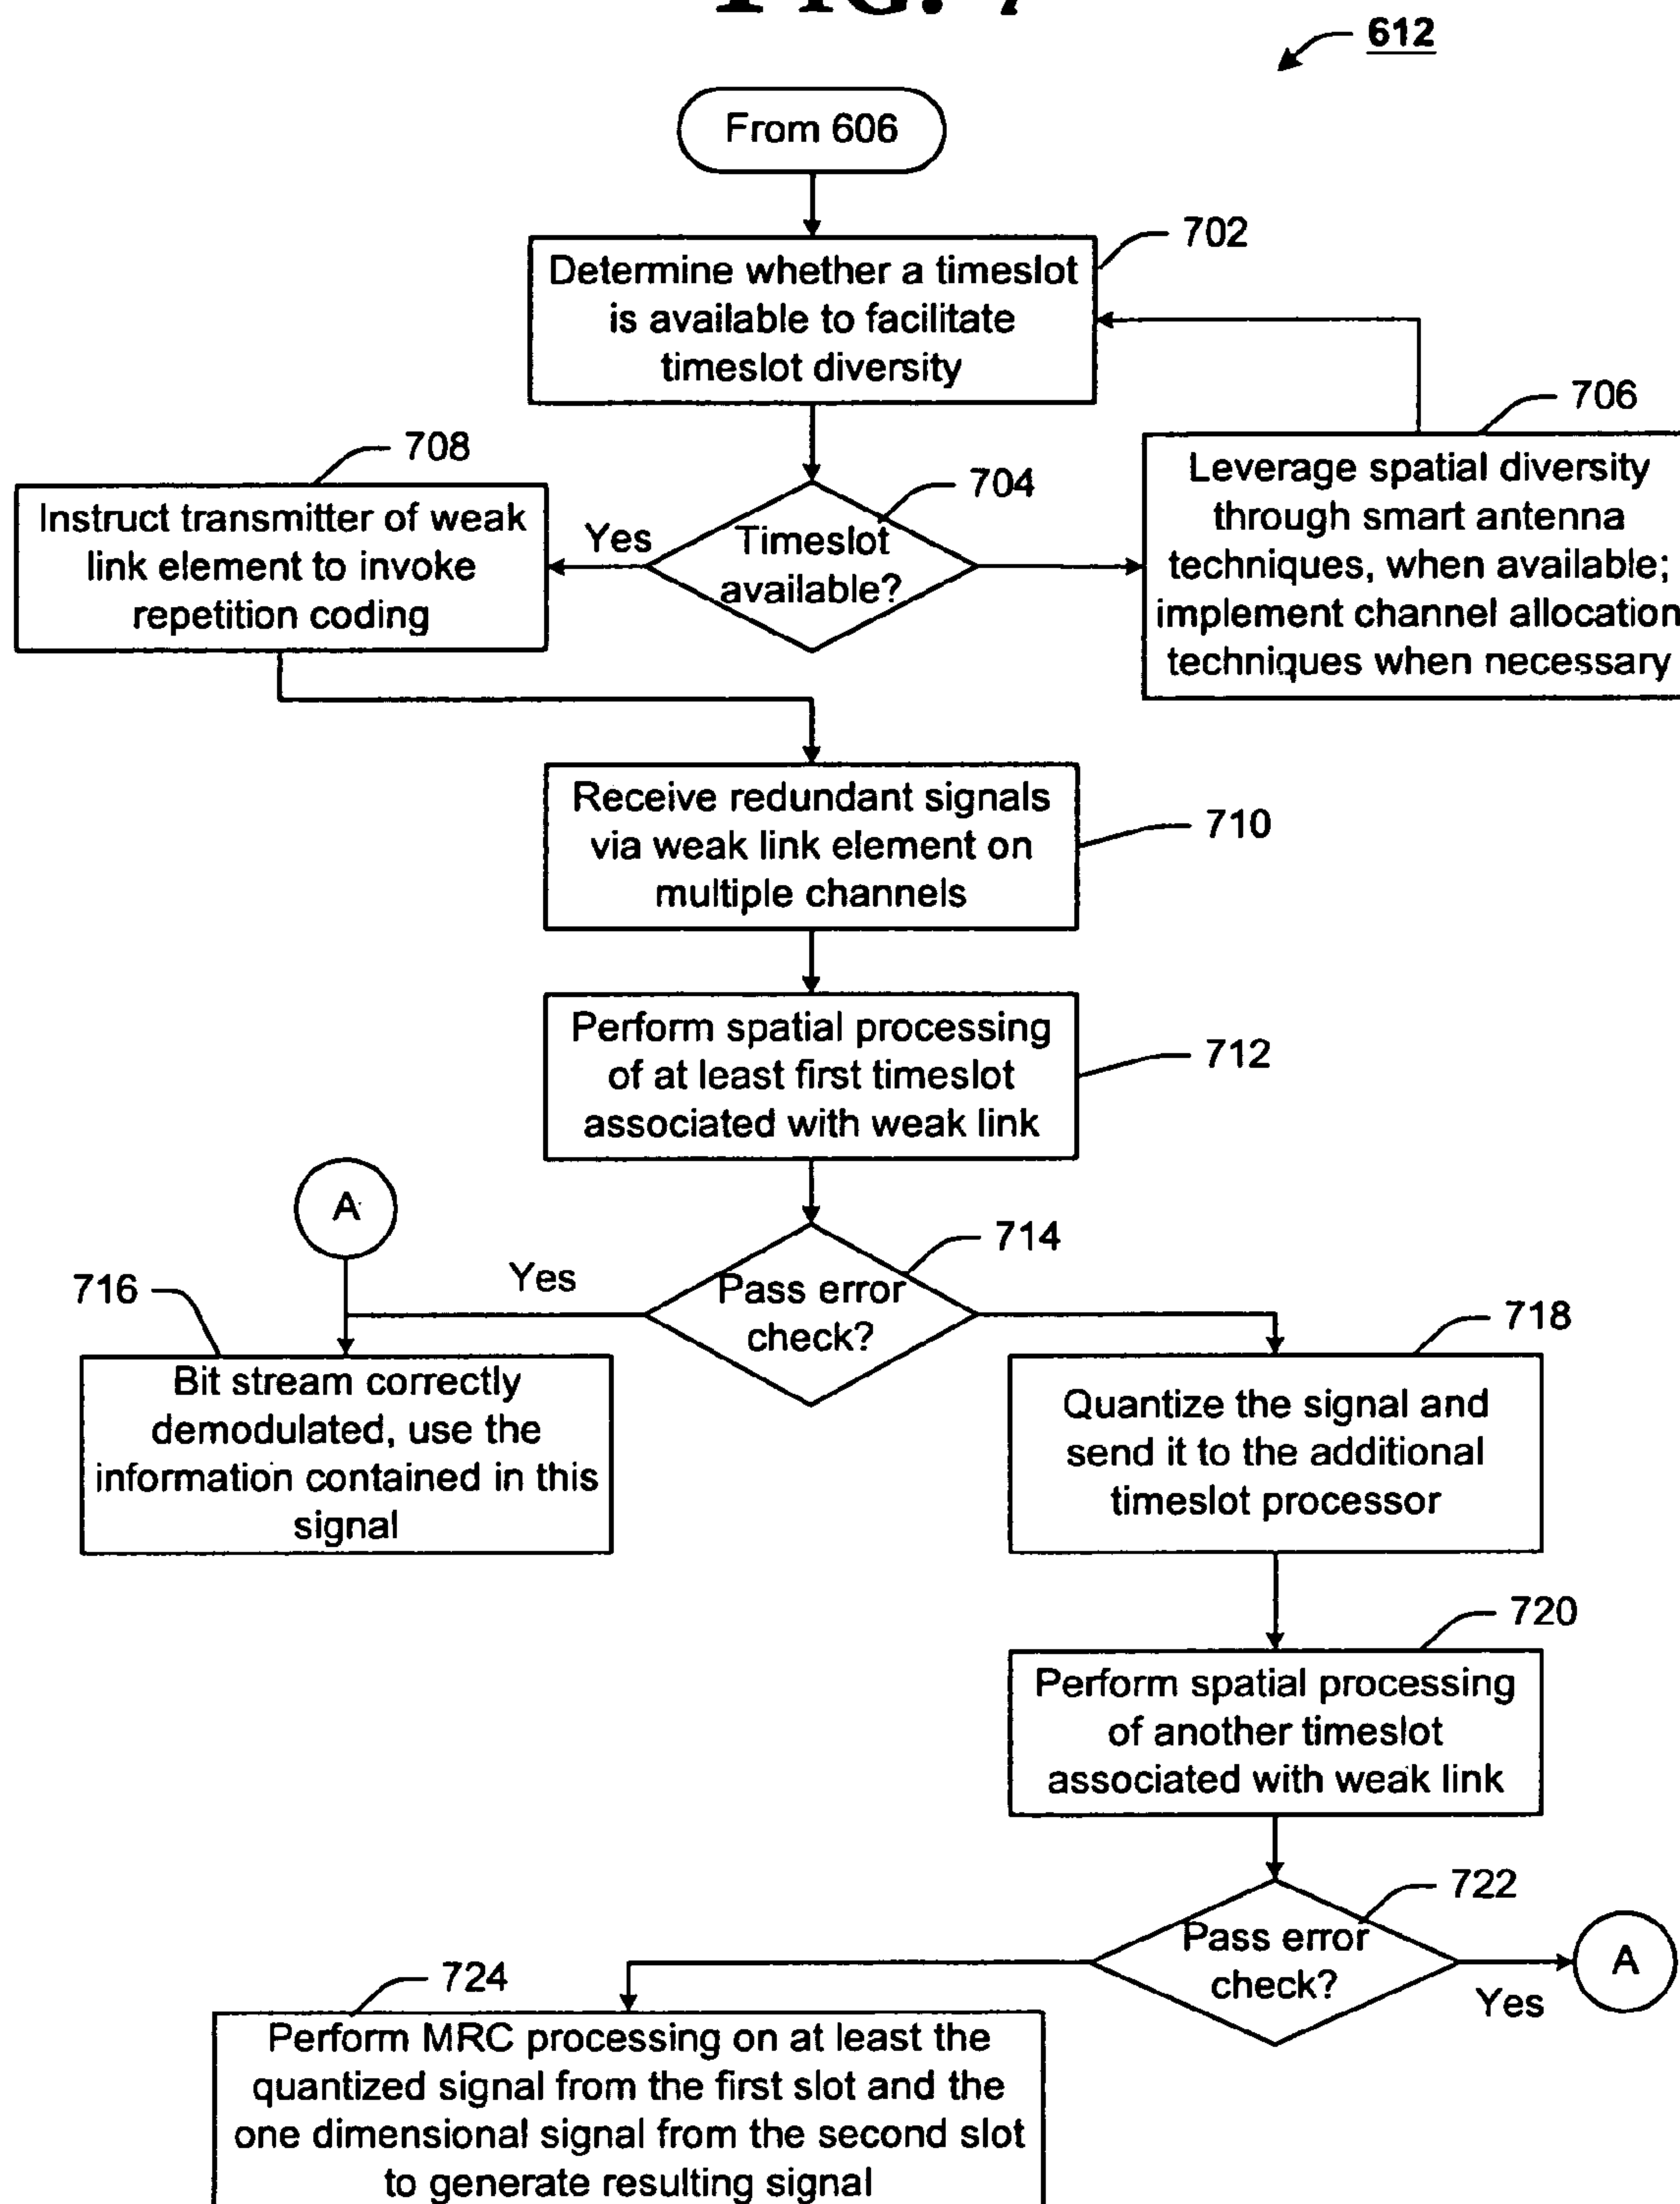 FIG. 7
612
From 606
702
Determine whether a timeslot
is available to facilitate
timeslot diversity
706
Leverage spatial diversity
through smart antenna
techniques, when available;
implement channel allocation
techniques when necessary
704
Timeslot
available?
Yes
708
Instruct transmitter of weak
link element to invoke
repetition coding
710
Receive redundant signals
via weak link element on
multiple channels
712
Perform spatial processing
of at least first timeslot
associated with weak link
A
714
Pass error
check?
Yes
716
Bit stream correctly
demodulated, use the
information contained in this
signal
718
Quantize the signal and
send it to the additional
timeslot processor
720
Perform spatial processing
of another timeslot
associated with weak link
722
Pass error
check?
Yes
A
724
Perform MRC processing on at least the
quantized signal from the first slot and the
one dimensional signal from the second slot
to generate resulting signal